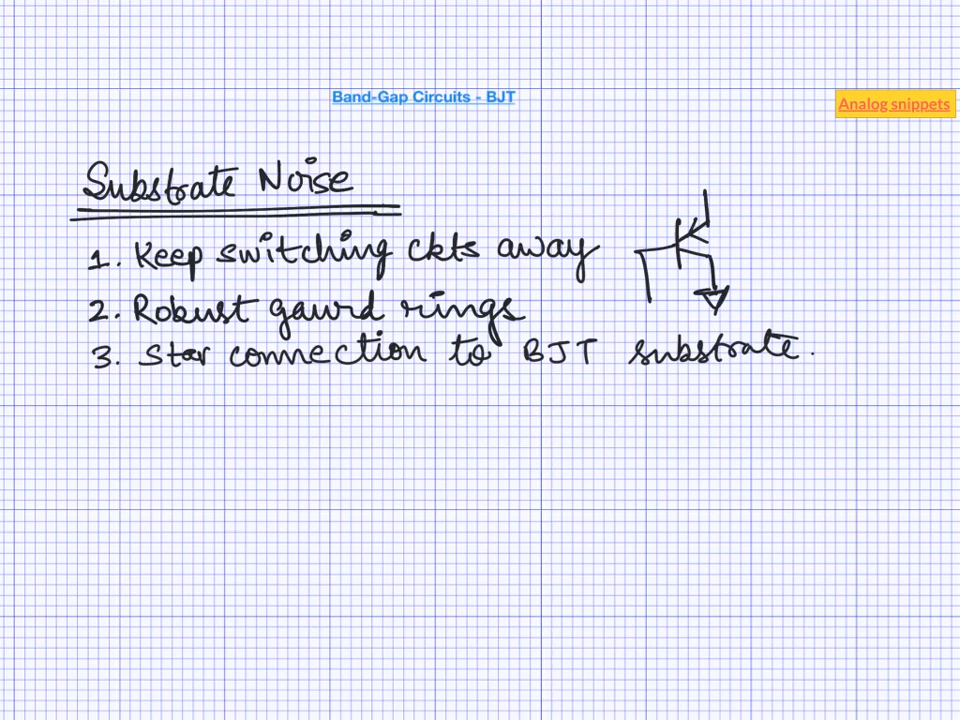 Band-Gap Circuits - BJT
Analog snippets
Substrate Noise
1. Keep switching ckts away
2. Robust gaurd rings
3. Star connection to BJT substrate.